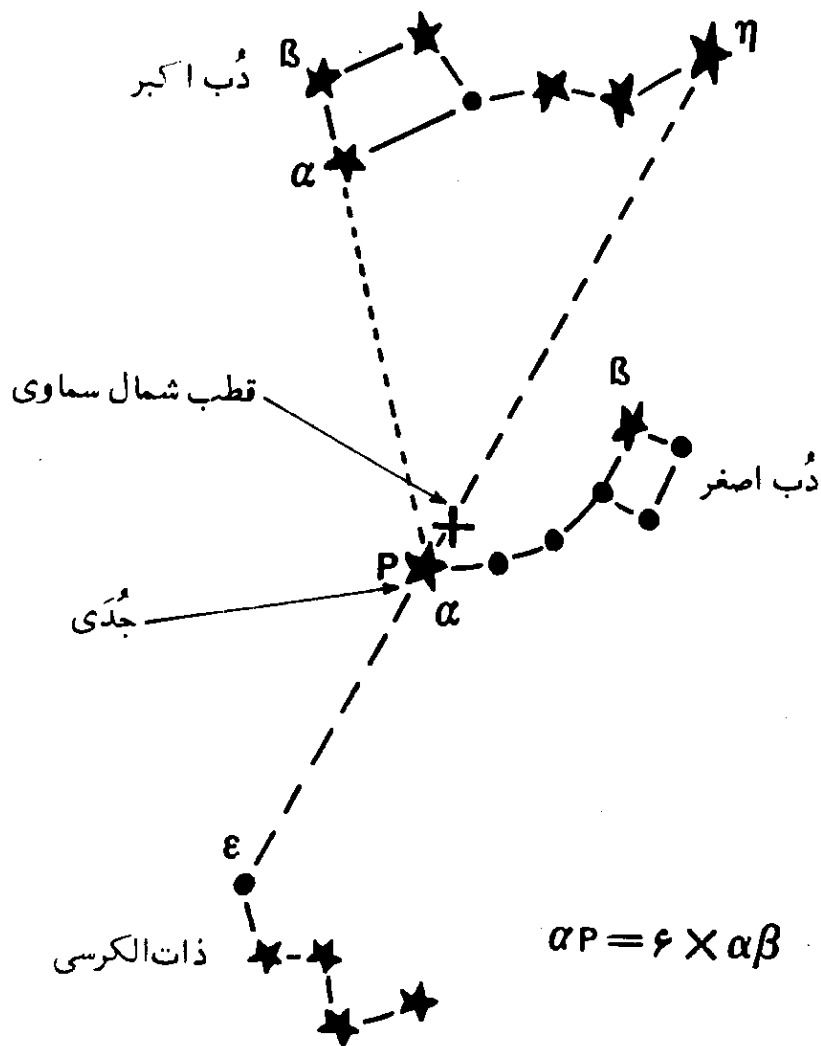 η
ß
دُب اکبر
α
قطب شمال سماوی
ß
دُب اصغر
P
α
جُدَی
ε
ذات‌الکرسی
αP = ۶ × αβ